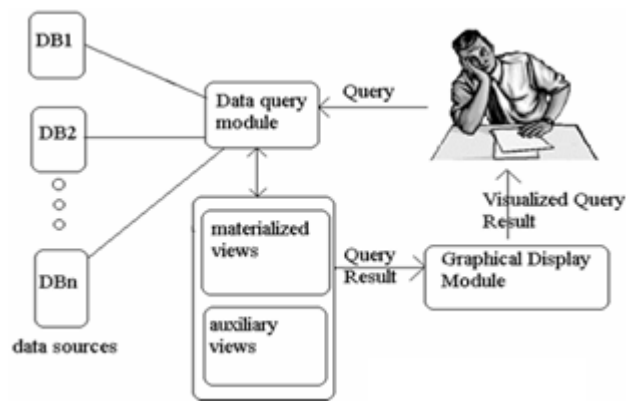 DB1
DB2
DBn
data sources
Data query
module
Query
materialized
views
auxiliary
views
Query
Result
Graphical Display
Module
Visualized Query
Result